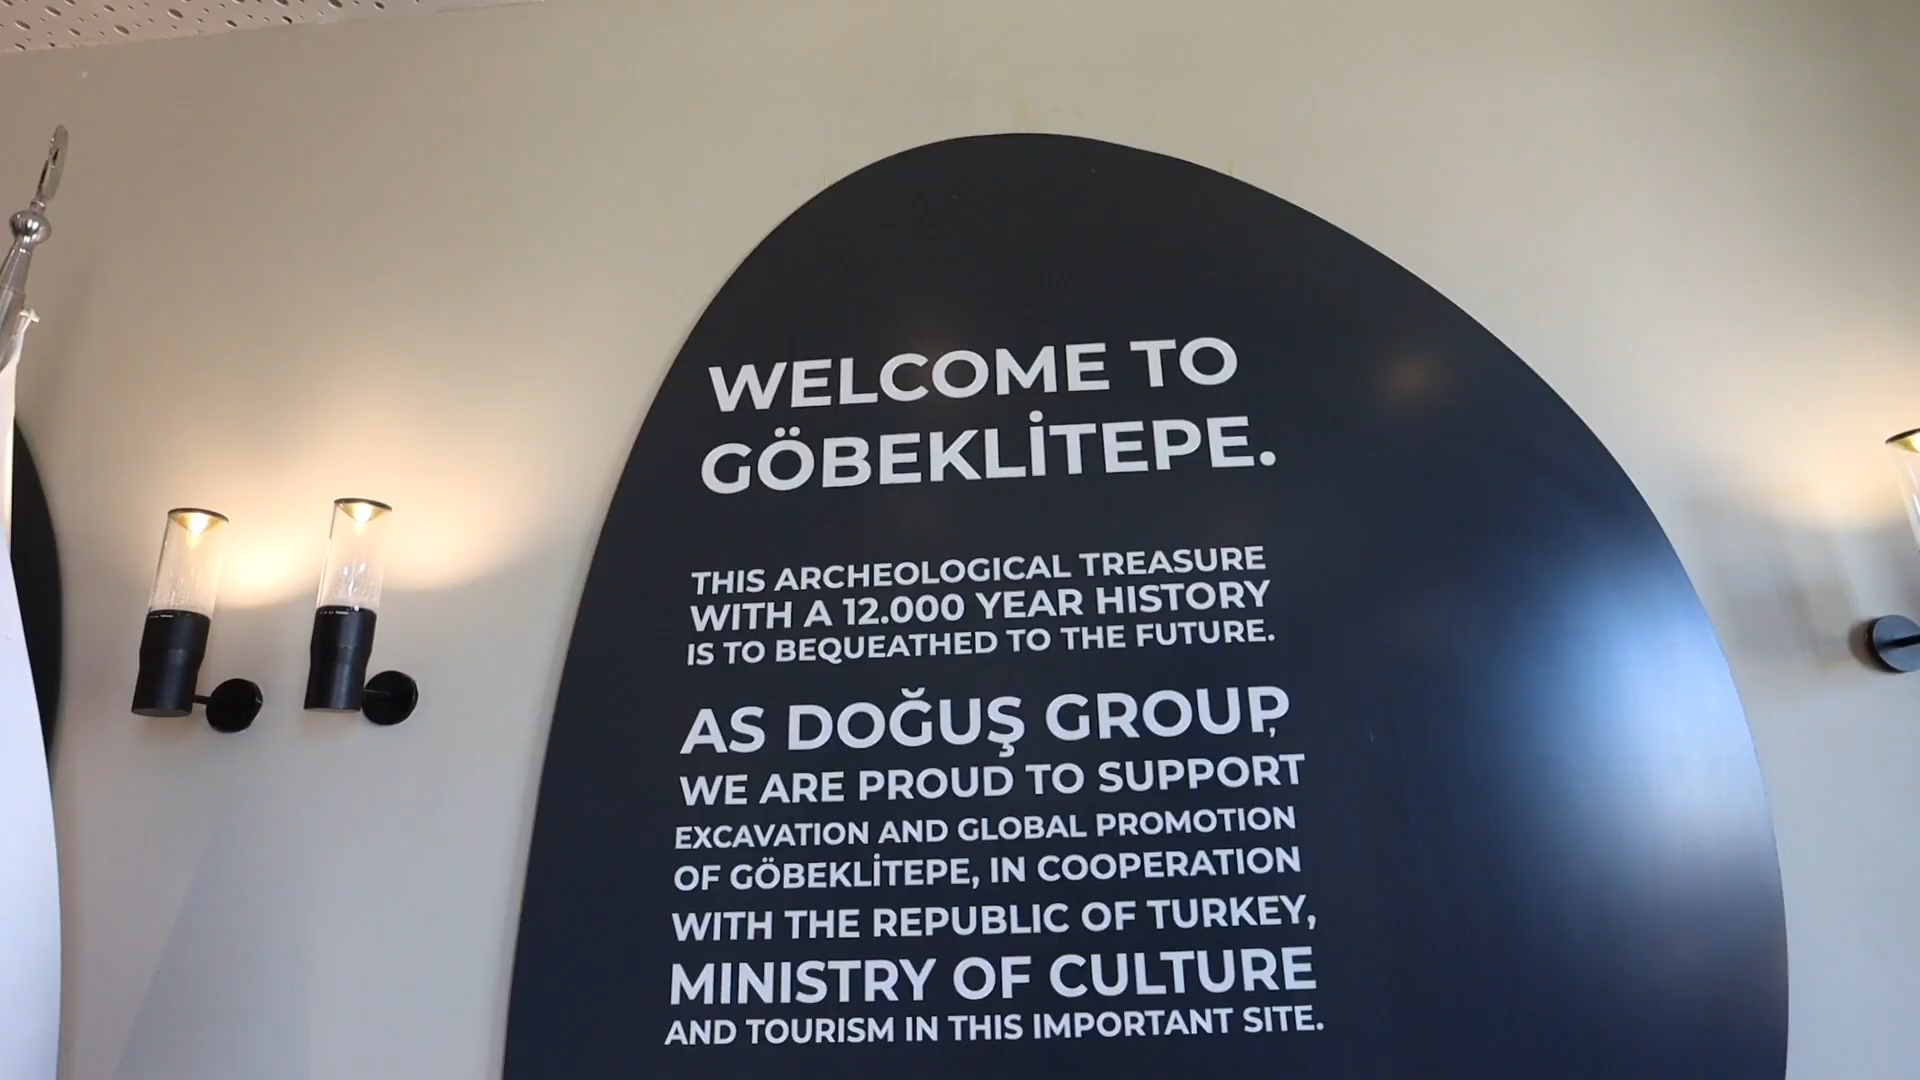 WELCOME TO
GÖBEKLİTEPE.
THIS ARCHEOLOGICAL TREASURE
WITH A 12.000 YEAR HISTORY
IS TO BEQUEATHED TO THE FUTURE.
AS DOĞUŞ GROUP,
WE ARE PROUD TO SUPPORT
EXCAVATION AND GLOBAL PROMOTION
OF GÖBEKLİTEPE, IN COOPERATION
WITH THE REPUBLIC OF TURKEY,
MINISTRY OF CULTURE
AND TOURISM IN THIS IMPORTANT SITE.